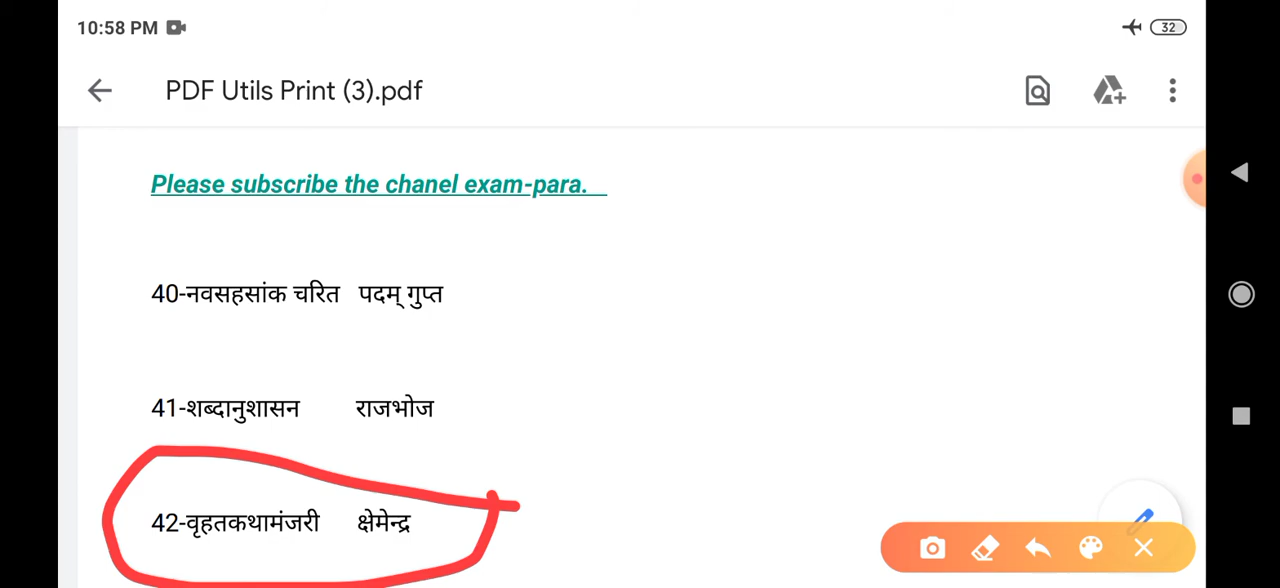 10:58 PM 32
PDF Utils Print (3).pdf
Please subscribe the chanel exam-para.
40-नवसहसांक चरित पदम् गुप्त
41-शब्दानुशासन राजभोज
42-वृहतकथामंजरी क्षेमेन्द्र